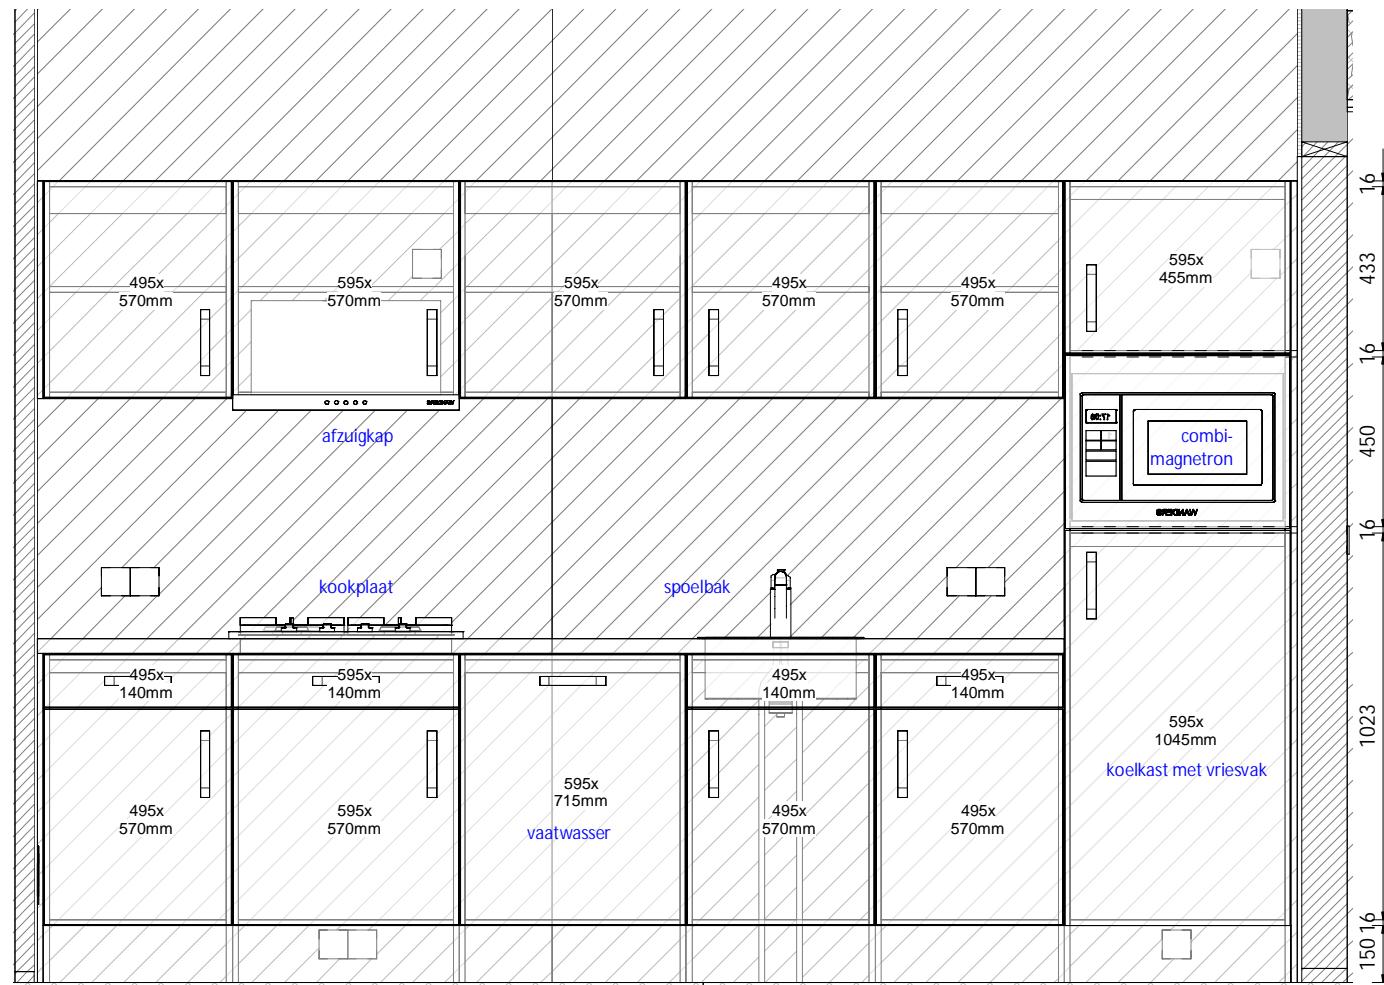 495x
570mm
595x
570mm
595x
570mm
495x
570mm
495x
570mm
595x
455mm
afzuigkap
combi-
magnetron
kookplaat
spoelbak
495x
140mm
595x
140mm
495x
140mm
495x
140mm
495x
570mm
595x
570mm
595x
715mm
vaatwasser
495x
570mm
495x
570mm
595x
1045mm
koelkast met vriesvak
16
433
16
450
16
1023
16
150